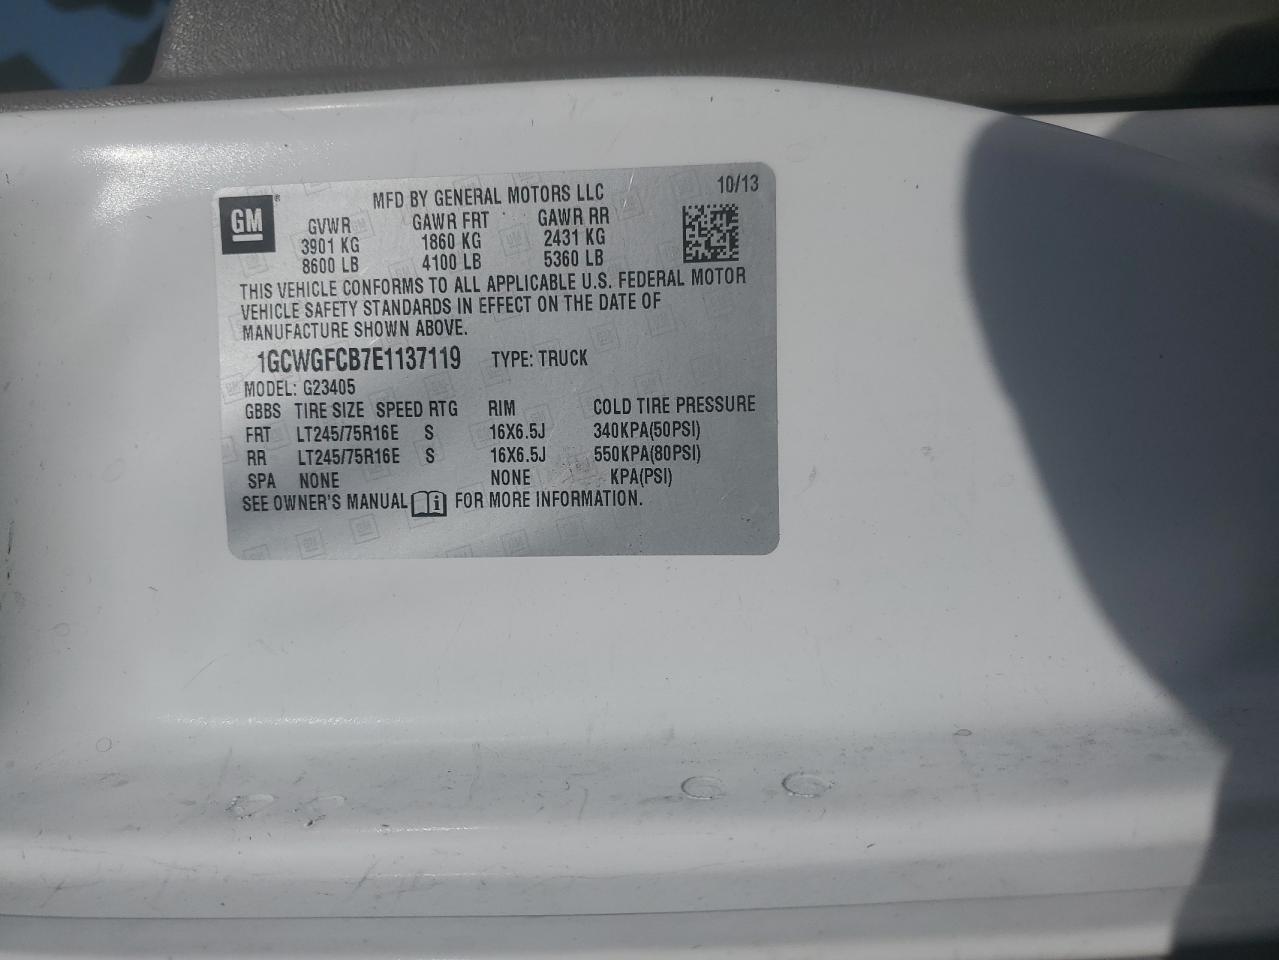 GM ®
MFD BY GENERAL MOTORS LLC 10/13
GVWR GAWR FRT GAWR RR
3901 KG 1860 KG 2431 KG
8600 LB 4100 LB 5360 LB
THIS VEHICLE CONFORMS TO ALL APPLICABLE U.S. FEDERAL MOTOR
VEHICLE SAFETY STANDARDS IN EFFECT ON THE DATE OF
MANUFACTURE SHOWN ABOVE.
1GCWGFCB7E1137119 TYPE: TRUCK
MODEL: G23405
GBBS TIRE SIZE SPEED RTG RIM COLD TIRE PRESSURE
FRT LT245/75R16E S 16X6.5J 340KPA(50PSI)
RR LT245/75R16E S 16X6.5J 550KPA(80PSI)
SPA NONE NONE KPA(PSI)
SEE OWNER'S MANUAL i FOR MORE INFORMATION.